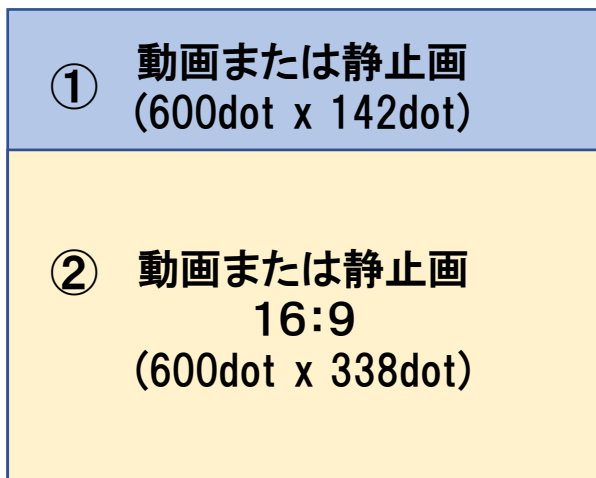 ① 動画または静止画
(600dot x 142dot)
② 動画または静止画
16:9
(600dot x 338dot)